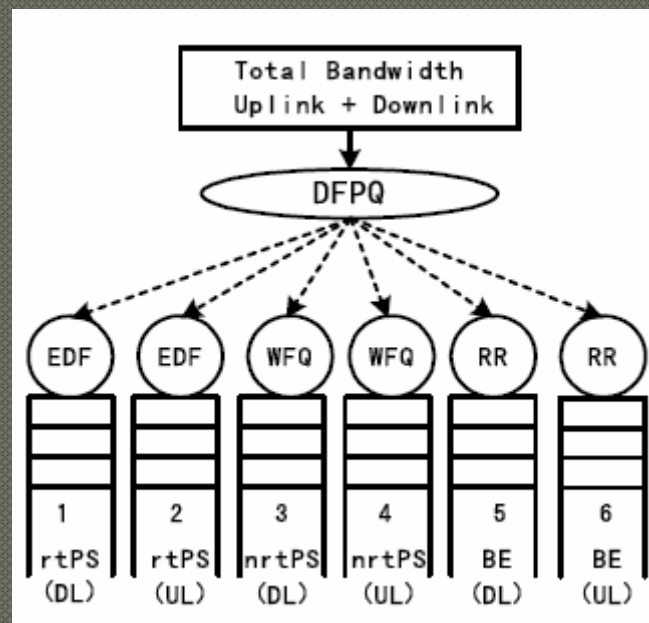 Total Bandwidth
Uplink + Downlink
DFPQ
EDF EDF WFQ WFQ RR RR
1 2 3 4 5 6
rtPS rtPS nrtPS nrtPS BE BE
(DL) (UL) (DL) (UL) (DL) (UL)